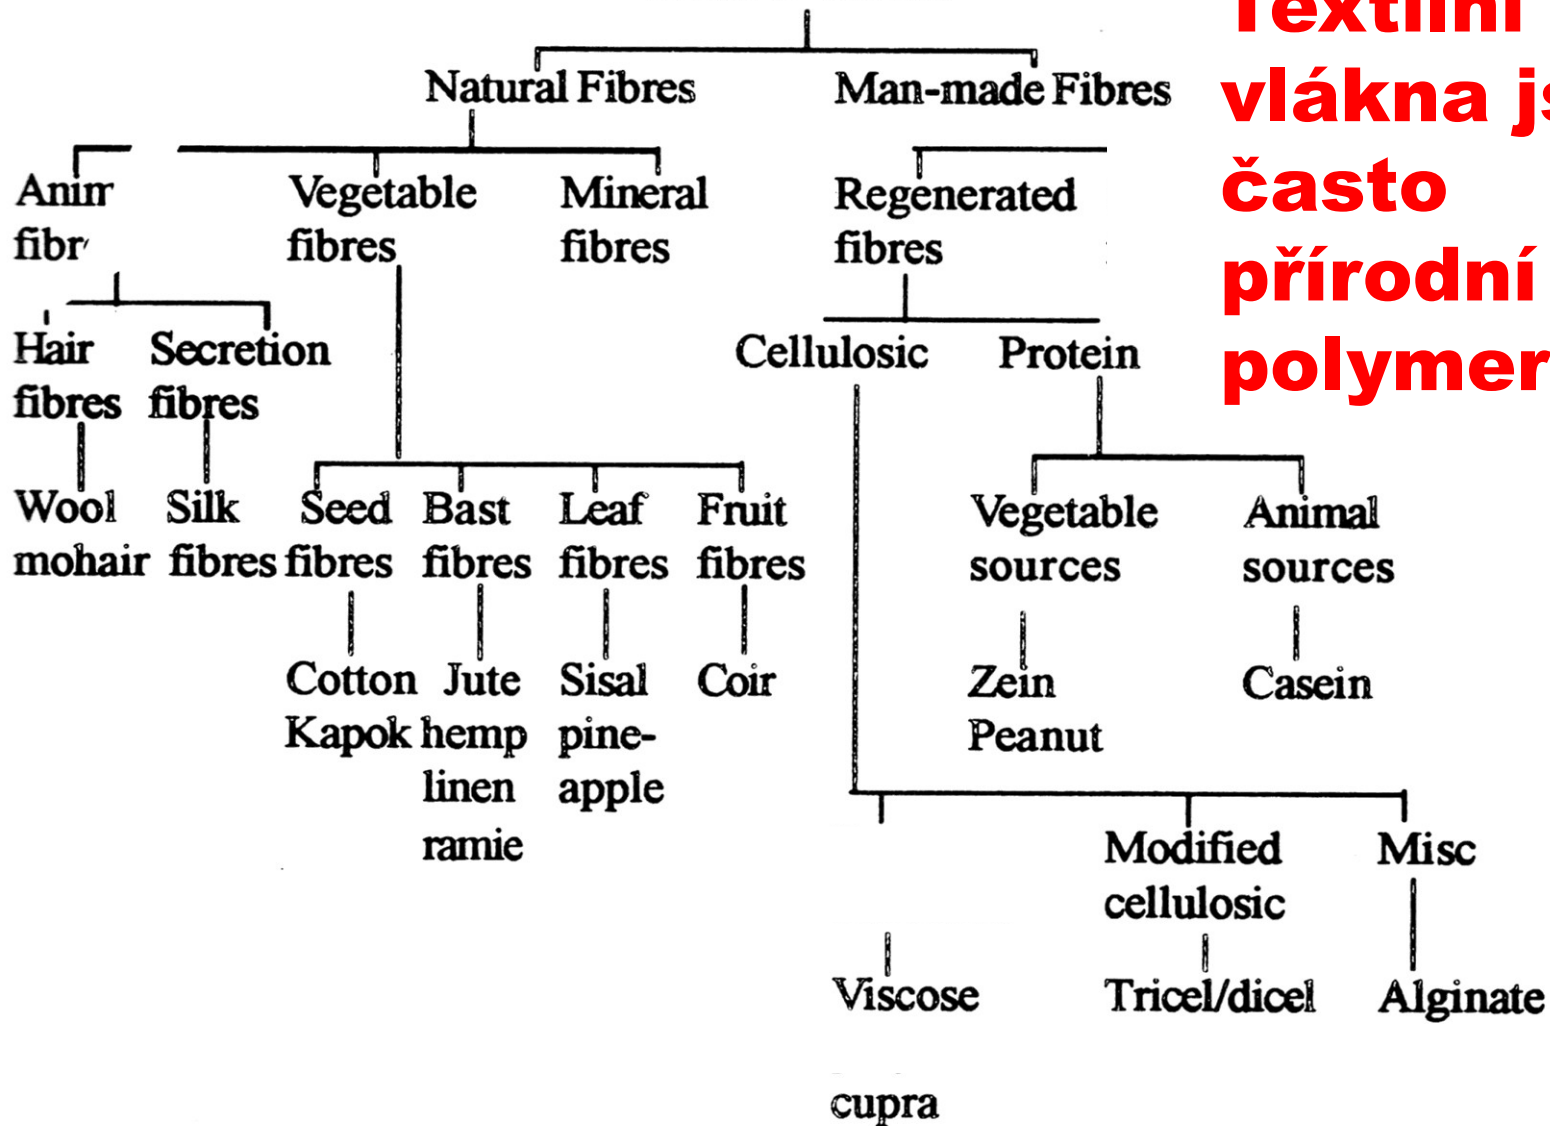 Textilní
vlákna
často
přírodní
polymer
Natural Fibres
Man-made Fibres
Vegetable
fibres
Mineral
fibres
Regenerated
fibres
Hair
fibres
Secretion
fibres
Cellulosic
Protein
Wool
mohair
Silk
fibres
Seed
fibres
Bast
fibres
Leaf
fibres
Fruit
fibres
Vegetable
sources
Animal
sources
Cotton
Kapok
Jute
hemp
linen
ramie
Sisal
pine-
apple
Coir
Zein
Peanut
Casein
Modified
cellulosic
Misc
Viscose
cupra
Tricel/dicel
Alginate